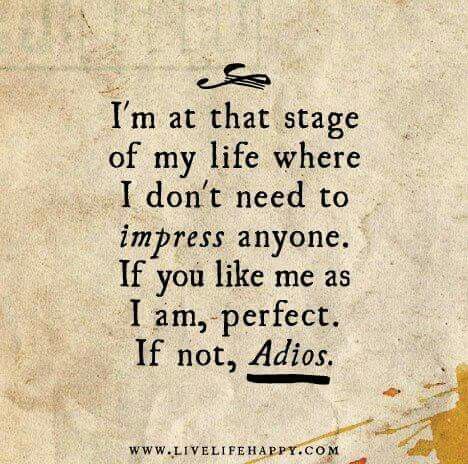 I'm at that stage
of my life where
I don't need to
impress anyone.
If you like me as
I am, perfect.
If not, Adios.
WWW.LIVELIFEHAPPY.COM